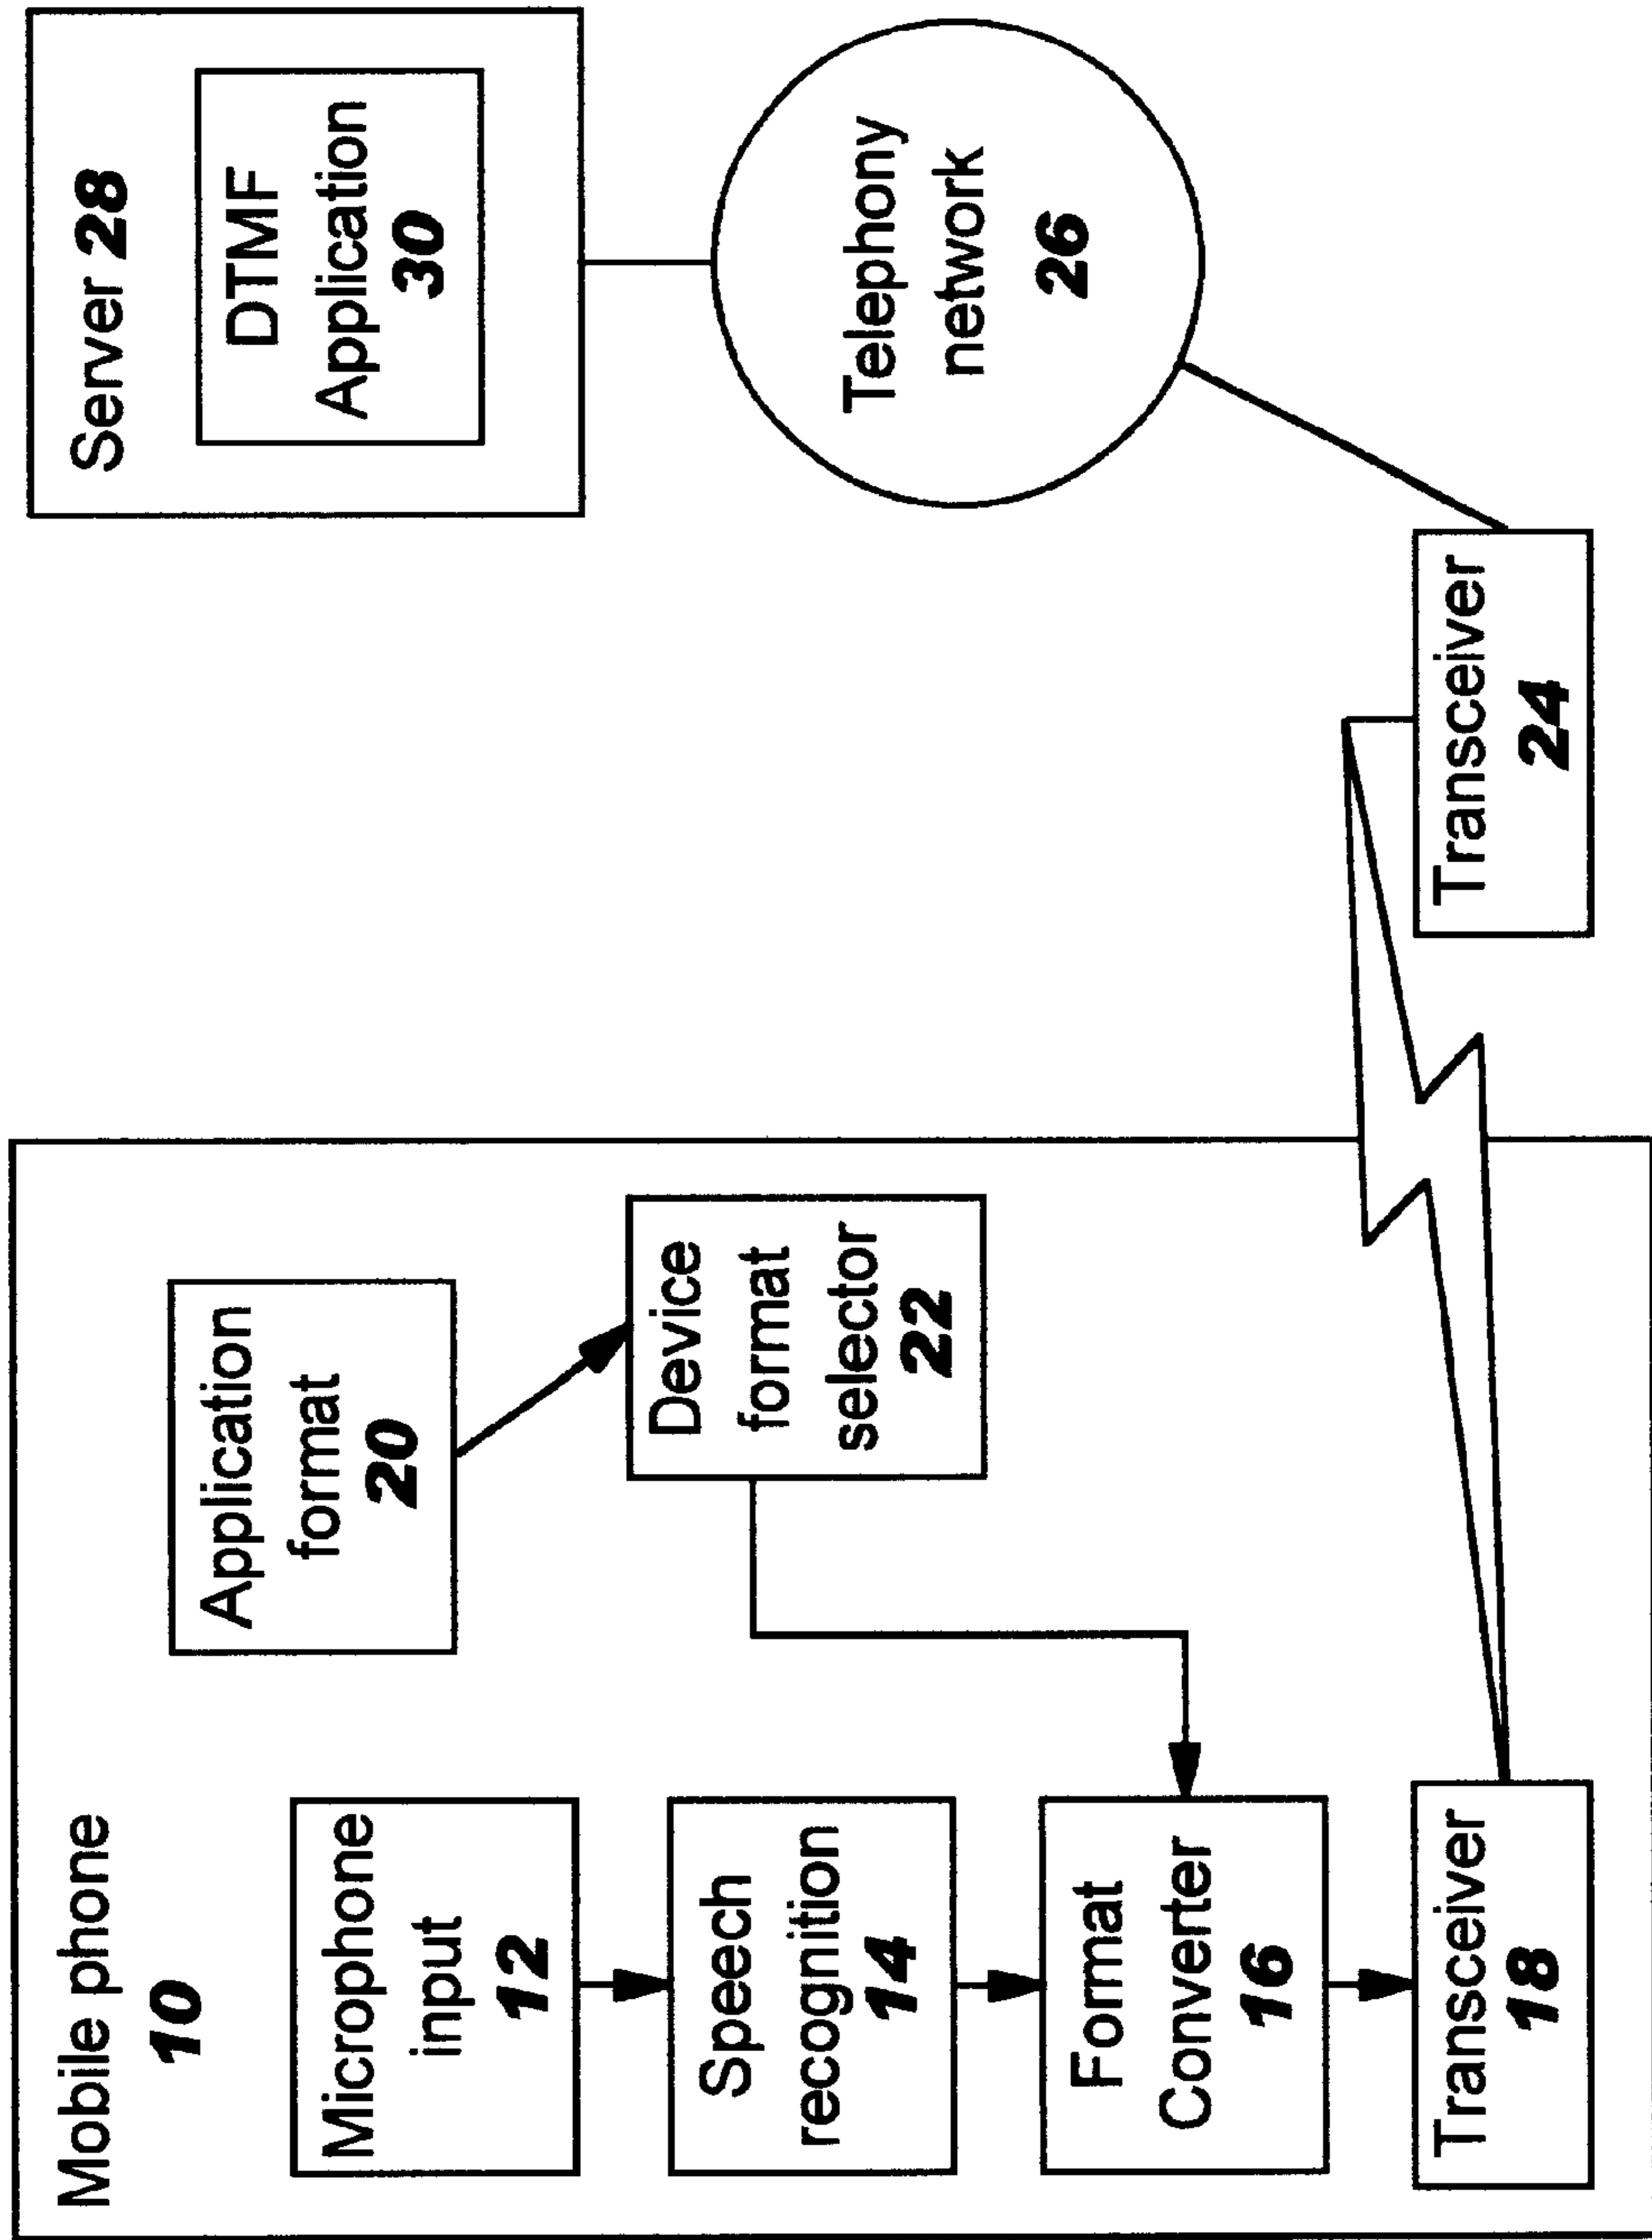 Mobile phone
10
Microphone
input
12
Speech
recognition
14
Format
Converter
16
Transceiver
18
Application
format
20
Device
format
selector
22
Transceiver
24
Server 28
DTMF
Application
30
Telephony
network
26